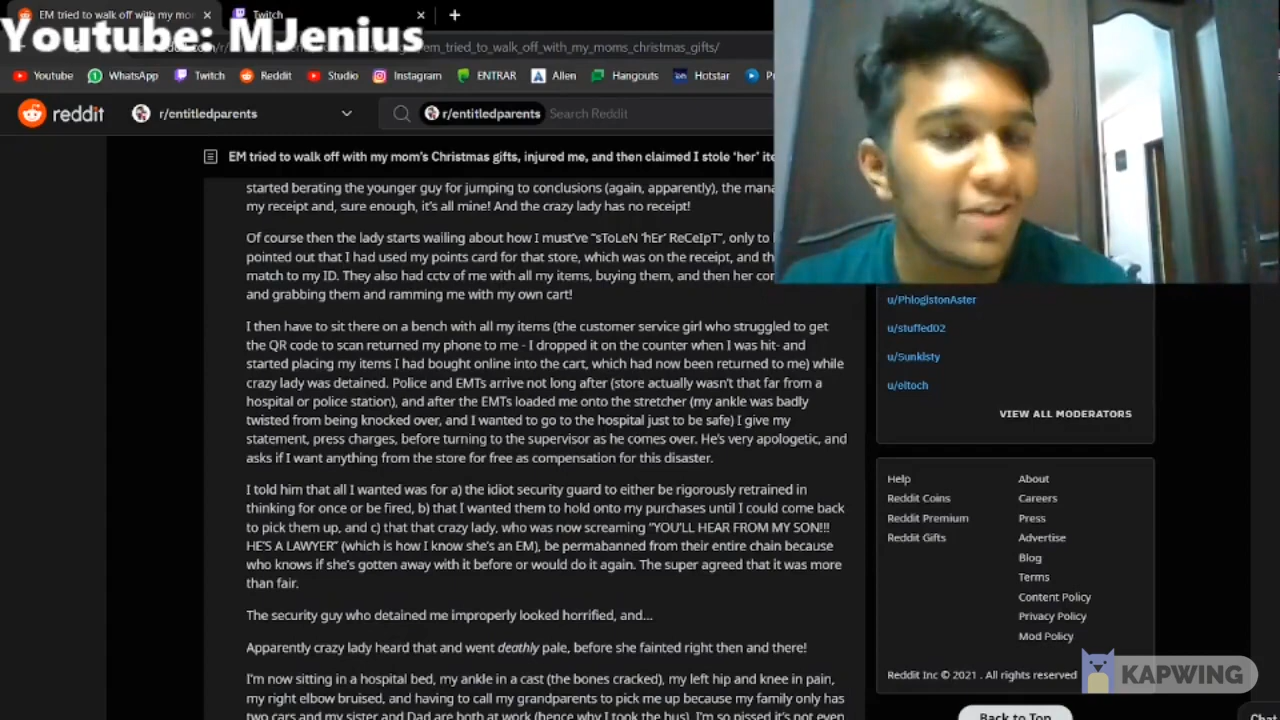 EM tried to walk off with my mo
Twitch
Youtube: MJenius
em_tried_to_walk_off_with_my_moms_christmas_gifts/
Youtube WhatsApp Twitch Reddit Studio Instagram ENTRAR Allen Hangouts Hotstar
reddit r/entitledparents r/entitledparents Search Reddit
EM tried to walk off with my mom's Christmas gifts, injured me, and then claimed I stole 'her'
started berating the younger guy for jumping to conclusions (again, apparently), the
my receipt and, sure enough, it's all mine! And the crazy lady has no receipt!
Of course then the lady starts wailing about how I must've "sToLeN 'hEr' ReCeIpT", only to
pointed out that I had used my points card for that store, which was on the receipt, and
match to my ID. They also had cctv of me with all my items, buying them, and then her
and grabbing them and ramming me with my own cart!
I then have to sit there on a bench with all my items (the customer service girl who struggled to get
the QR code to scan returned my phone to me - I dropped it on the counter when I was hit- and
started placing my items I had bought online into the cart, which had now been returned to me) while
crazy lady was detained. Police and EMTs arrive not long after (store actually wasn't that far from a
hospital or police station), and after the EMTs loaded me onto the stretcher (my ankle was badly
twisted from being knocked over, and I wanted to go to the hospital just to be safe) I give my
statement, press charges, before turning to the supervisor as he comes over. He's very apologetic, and
asks if I want anything from the store for free as compensation for this disaster.
I told him that all I wanted was for a) the idiot security guard to either be rigorously retrained in
thinking for once or be fired, b) that I wanted them to hold onto my purchases until I could come back
to pick them up, and c) that that crazy lady, who was now screaming "YOU'LL HEAR FROM MY SON!!!
HE'S A LAWYER" (which is how I know she's an EM), be permabanned from their entire chain because
who knows if she's gotten away with it before or would do it again. The super agreed that it was more
than fair.
The security guy who detained me improperly looked horrified, and...
Apparently crazy lady heard that and went deathly pale, before she fainted right then and there!
I'm now sitting in a hospital bed, my ankle in a cast (the bones cracked), my left hip and knee in pain,
my right elbow bruised, and having to call my grandparents to pick me up because my family only has
two cars and my sister and Dad are both at work (hence why I took the bus). I'm so pissed it's not even
u/PhlogistonAster
u/stuffed02
u/Sunkisty
u/eltoch
VIEW ALL MODERATORS
Help About
Reddit Coins Careers
Reddit Premium Press
Reddit Gifts Advertise
Blog
Terms
Content Policy
Privacy Policy
Mod Policy
Reddit Inc © 2021 . All rights reserved
KAPWING
Back to Top